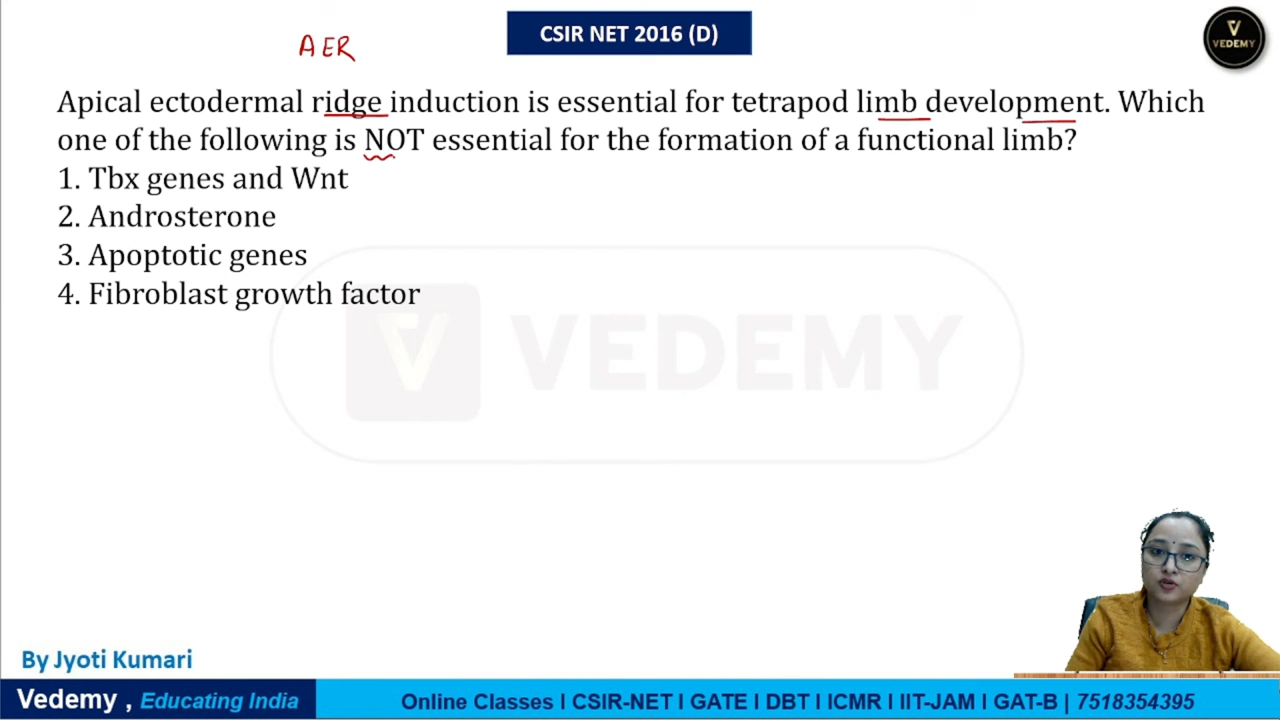 CSIR NET 2016 (D)
VEDEMY
AER
Apical ectodermal ridge induction is essential for tetrapod limb development. Which
one of the following is NOT essential for the formation of a functional limb?
1. Tbx genes and Wnt
2. Androsterone
3. Apoptotic genes
4. Fibroblast growth factor
VEDEMY
By Jyoti Kumari
Vedemy , Educating India
Online Classes I CSIR-NET I GATE I DBT I ICMR I IIT-JAM I GAT-B | 7518354395